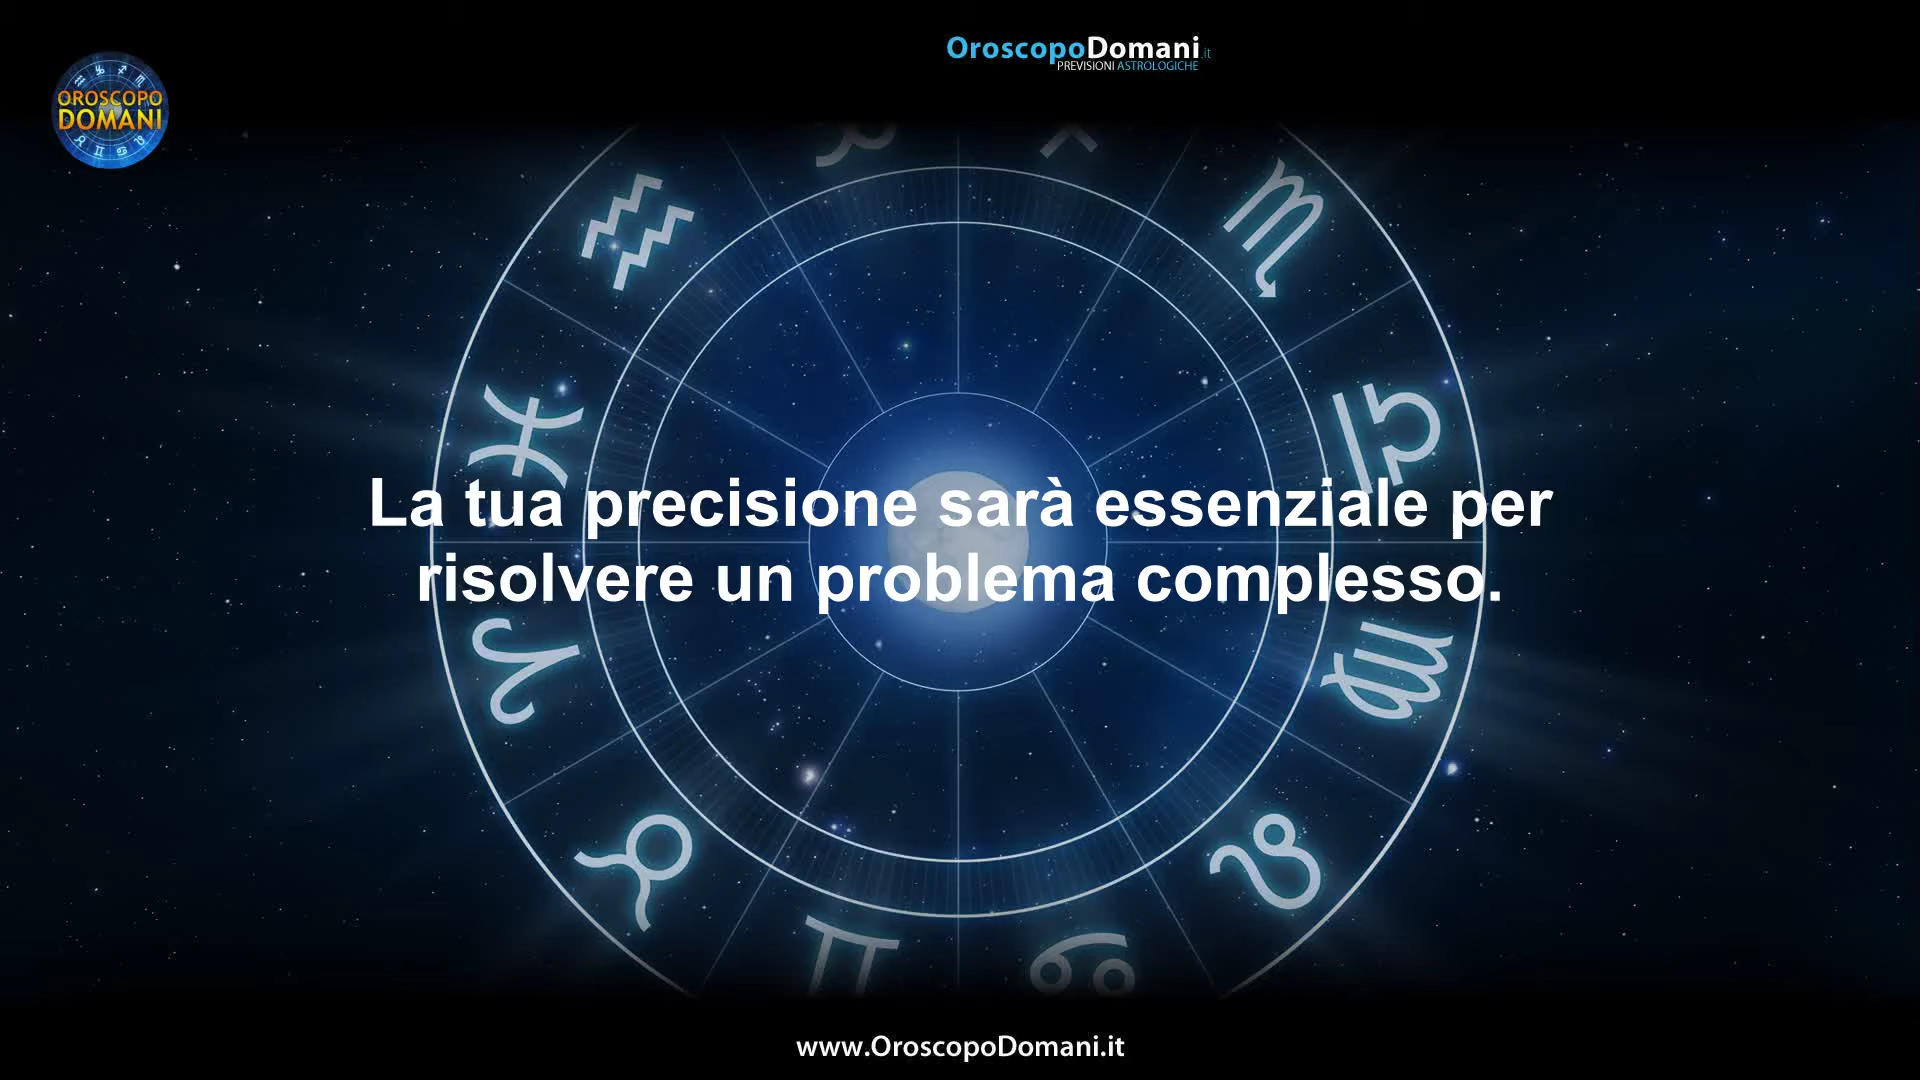 OroscopoDomani.it
PREVISIONI ASTROLOGICHE
OROSCOPO
DOMANI
La tua precisione sarà essenziale per
risolvere un problema complesso.
www.OroscopoDomani.it